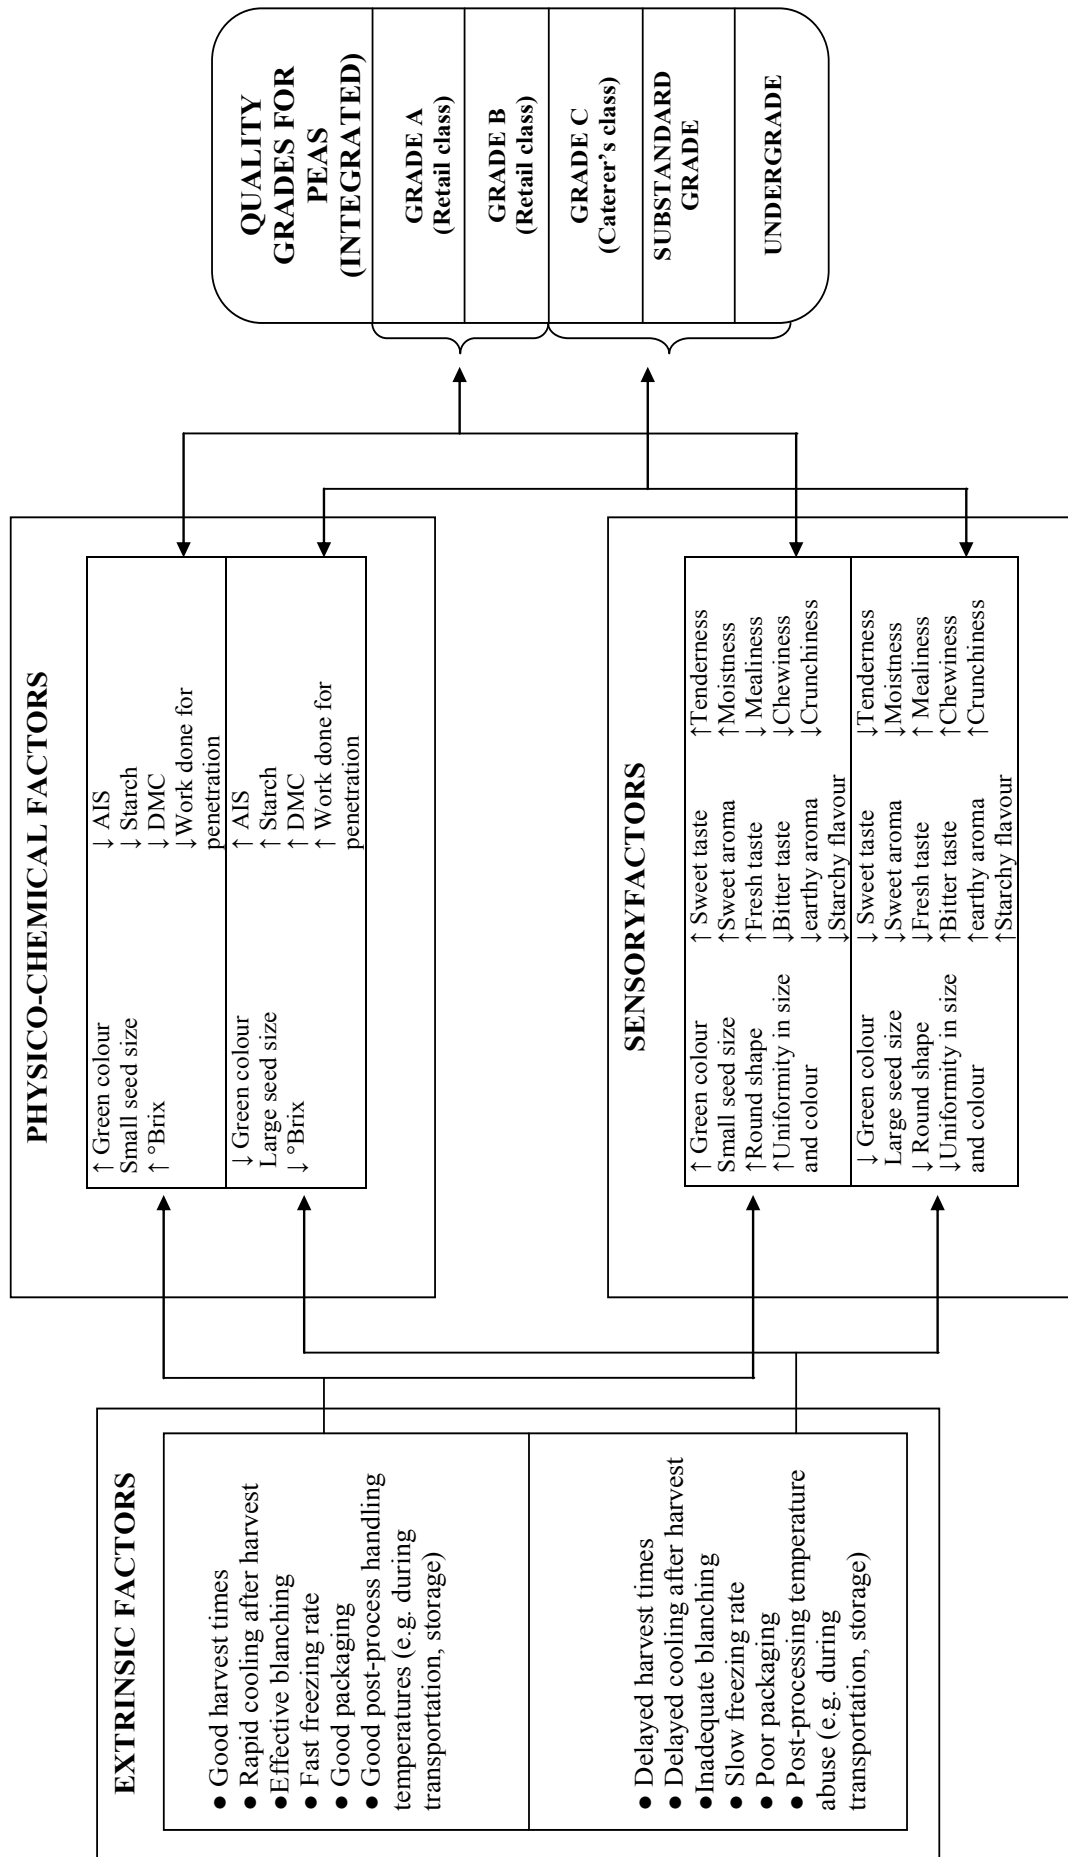 EXTRINSIC FACTORS
● Good harvest times
● Rapid cooling after harvest
●Effective blanching
● Fast freezing rate
● Good packaging
● Good post-process handling
temperatures (e.g. during
transportation, storage)
● Delayed harvest times
● Delayed cooling after harvest
●Inadequate blanching
● Slow freezing rate
● Poor packaging
● Post-processing temperature
abuse (e.g. during
transportation, storage)
PHYSICO-CHEMICAL FACTORS
↑ Green colour
Small seed size
↑ °Brix
↓ AIS
↓ Starch
↓ DMC
↓ Work done for
penetration
↓ Green colour
Large seed size
↓ °Brix
↑ AIS
↑ Starch
↑ DMC
↑ Work done for
penetration
SENSORYFACTORS
↑ Green colour
Small seed size
↑Round shape
↑Uniformity in size
and colour
↑ Sweet taste
↑Sweet aroma
↑Fresh taste
↓Bitter taste
↓earthy aroma
↓Starchy flavour
↑Tenderness
↑Moistness
↓ Mealiness
↓Chewiness
↓Crunchiness
↓ Green colour
Large seed size
↓ Round shape
↓Uniformity in size
and colour
↓ Sweet taste
↓Sweet aroma
↓Fresh taste
↑Bitter taste
↑earthy aroma
↑Starchy flavour
↓Tenderness
↓Moistness
↑ Mealiness
↑Chewiness
↑Crunchiness
QUALITY
GRADES FOR
PEAS
(INTEGRATED)
GRADE A
(Retail class)
GRADE B
(Retail class)
GRADE C
(Caterer’s class)
SUBSTANDARD
GRADE
UNDERGRADE